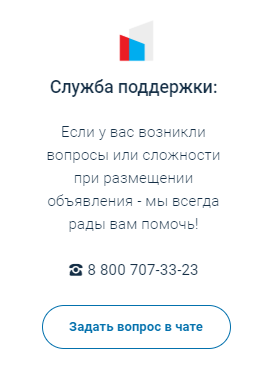 Служба поддержки:
Если у вас возникли
вопросы или сложности
при размещении
объявления - мы всегда
рады вам помочь!
☎ 8 800 707-33-23
Задать вопрос в чате